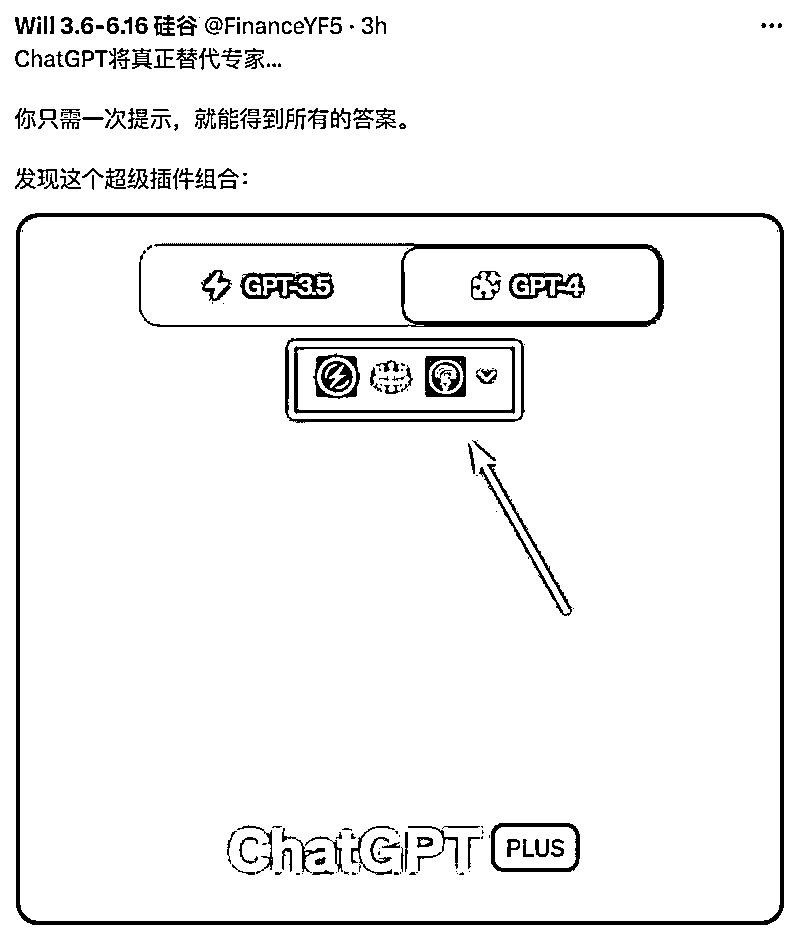 Will 3.6-6.16 硅谷 @FinanceYF5 · 3h
ChatGPT将真正替代专家...
你只需一次提示，就能得到所有的答案。
发现这个超级插件组合：
GPT-3.5 GPT-4
ChatGPT PLUS